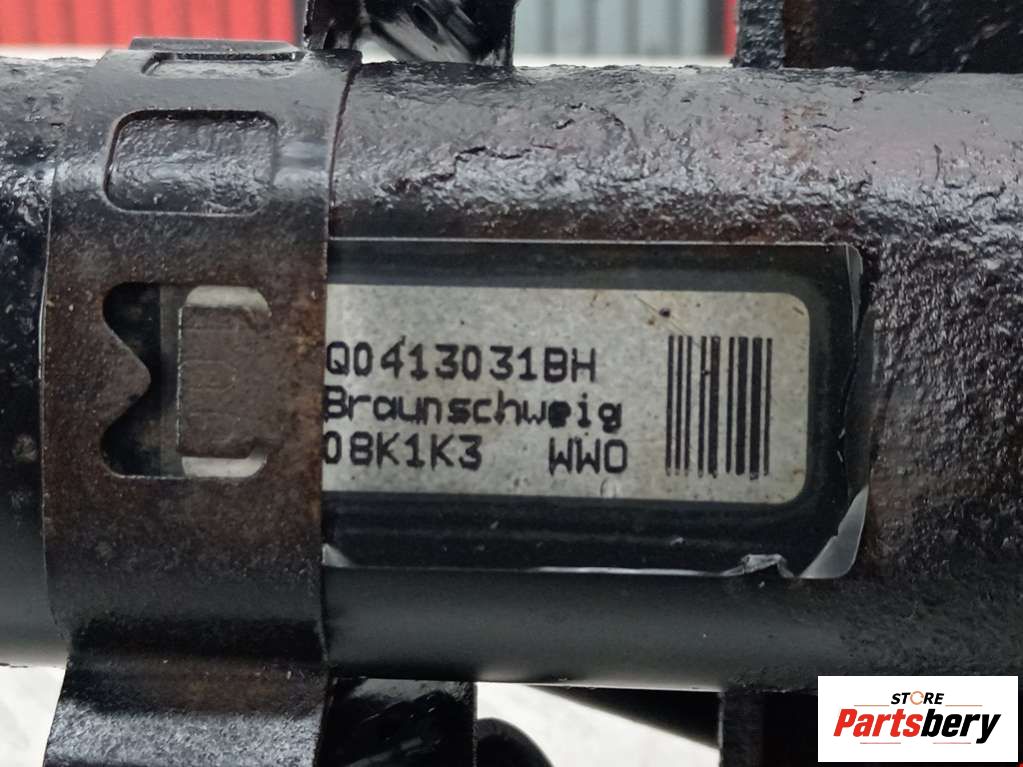 Q0413031BH
Braunschweig
08K1K3 WWO
STORE
Partsbery